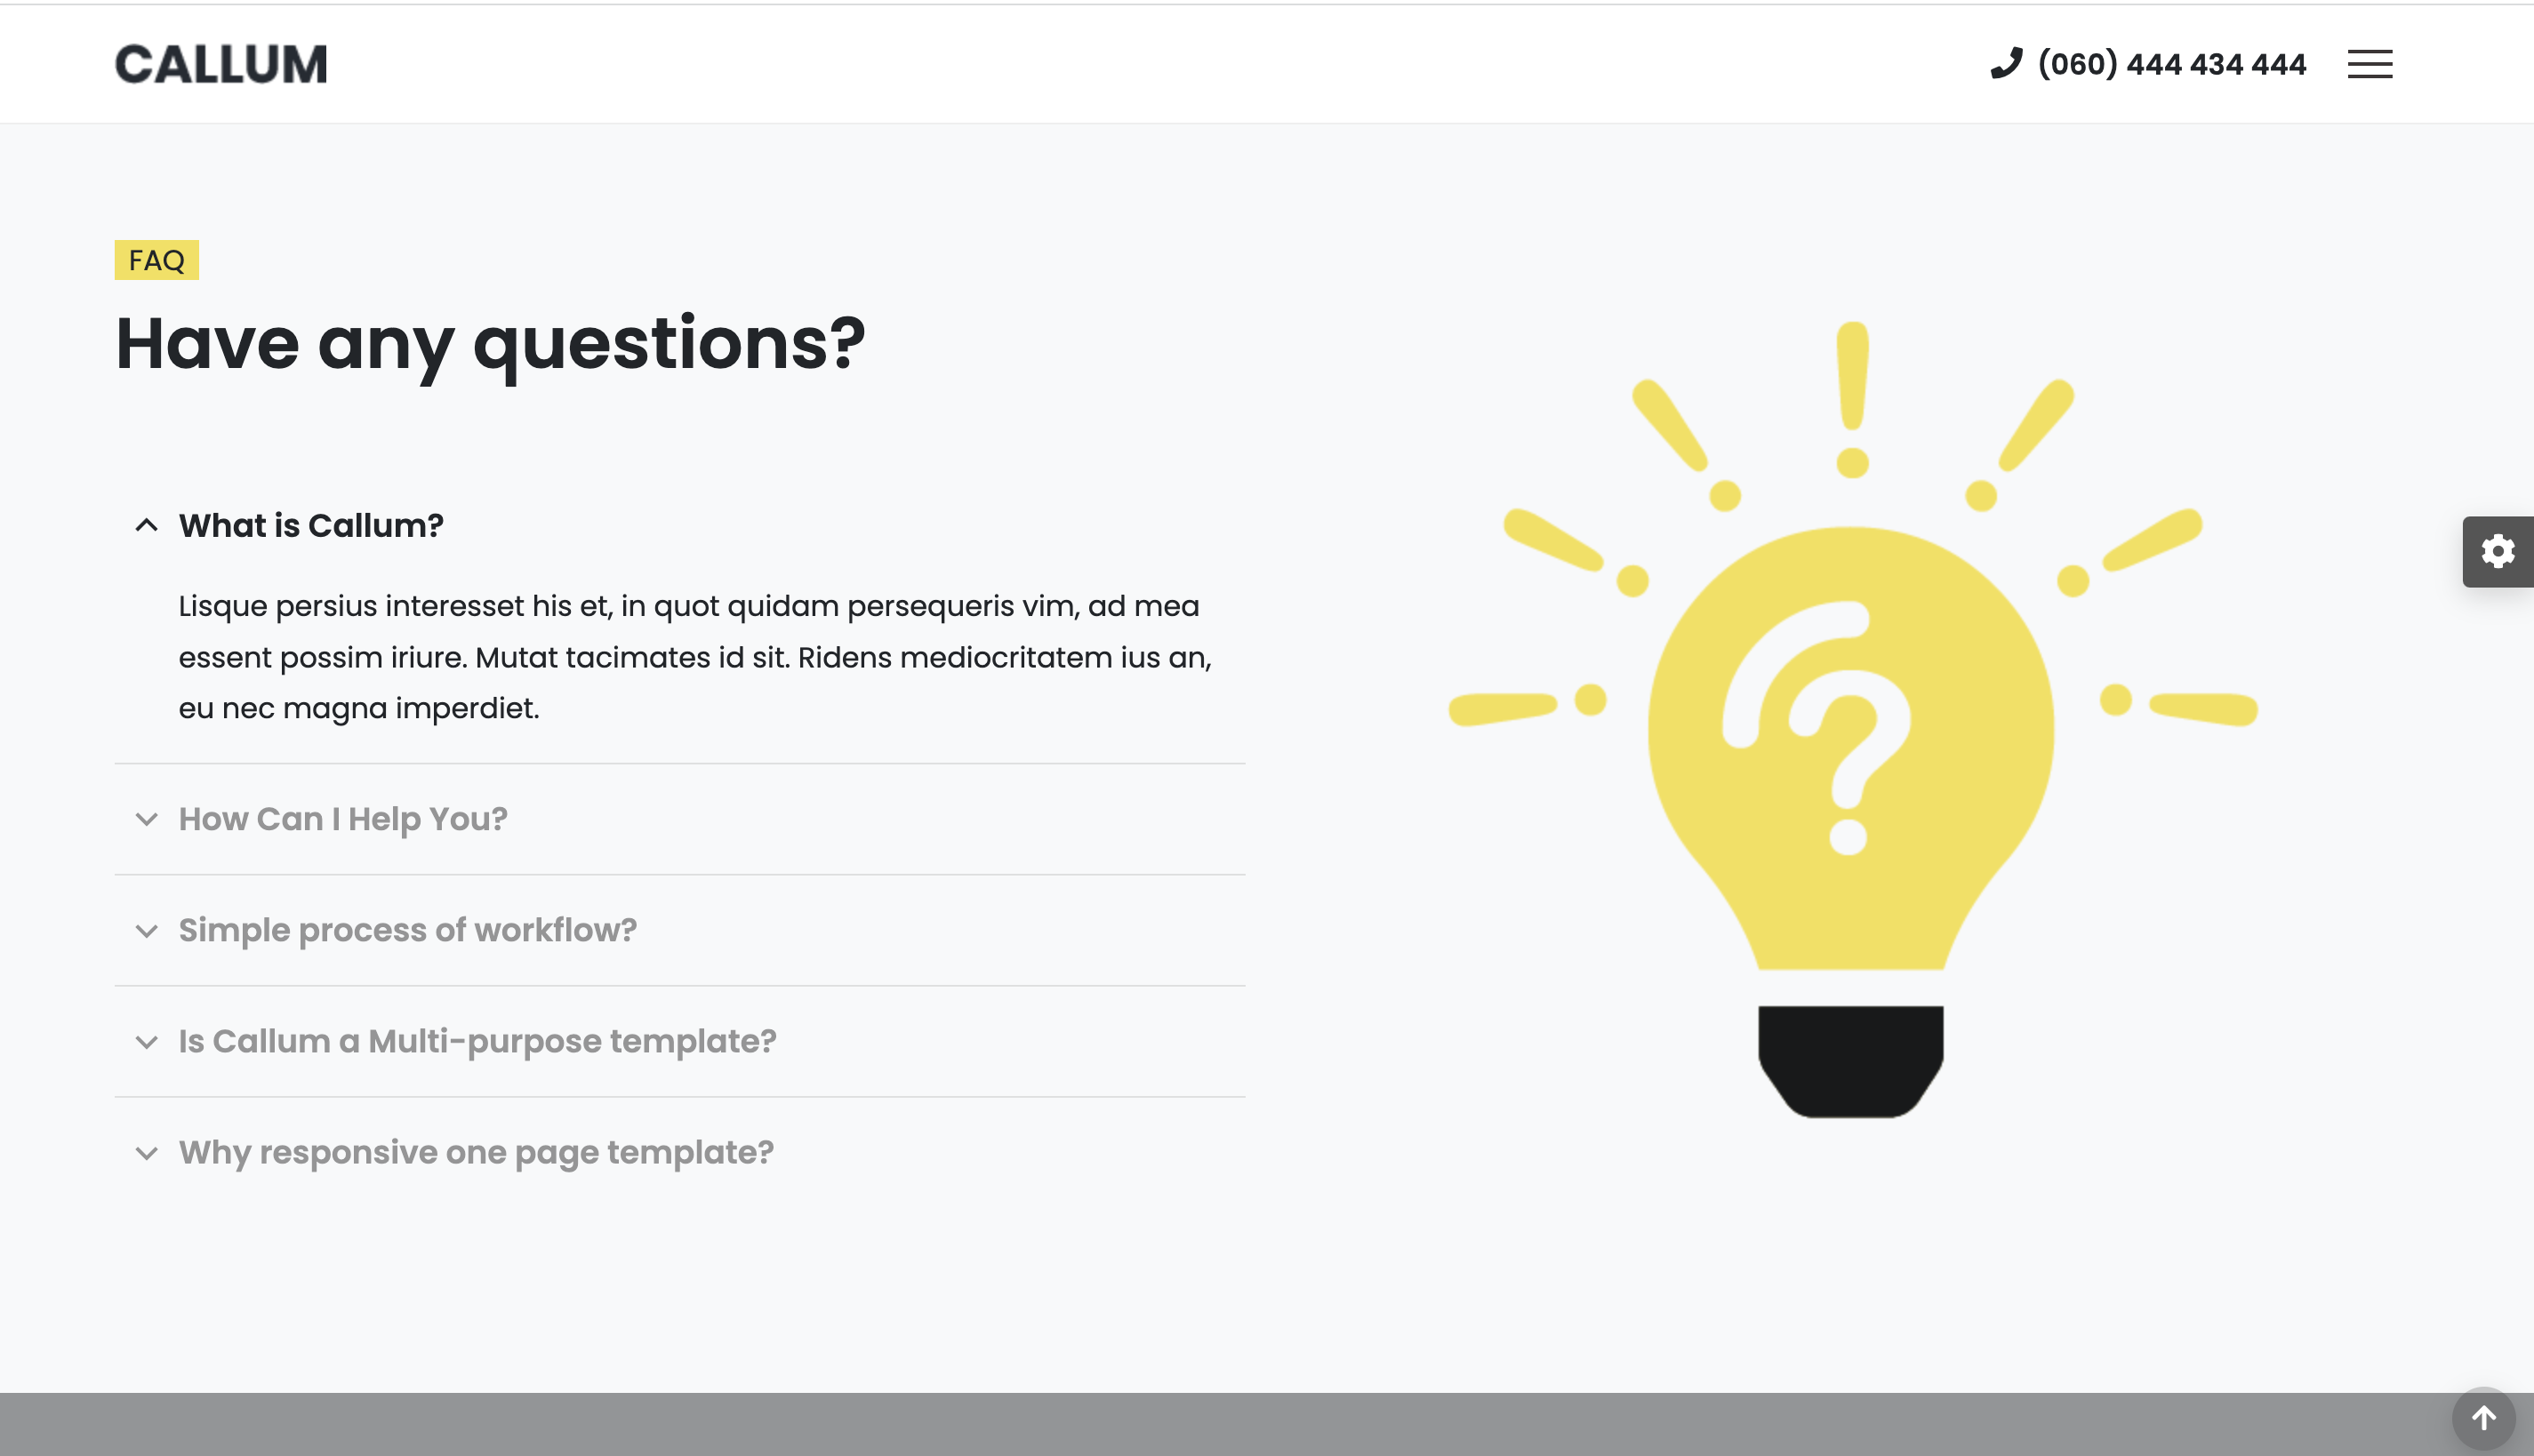 CALLUM
(060) 444 434 444
FAQ
Have any questions?
What is Callum?
Lisque persius interesset his et, in quot quidam persequeris vim, ad mea
essent possim iriure. Mutat tacimates id sit. Ridens mediocritatem ius an,
eu nec magna imperdiet.
How Can I Help You?
Simple process of workflow?
Is Callum a Multi-purpose template?
Why responsive one page template?
?